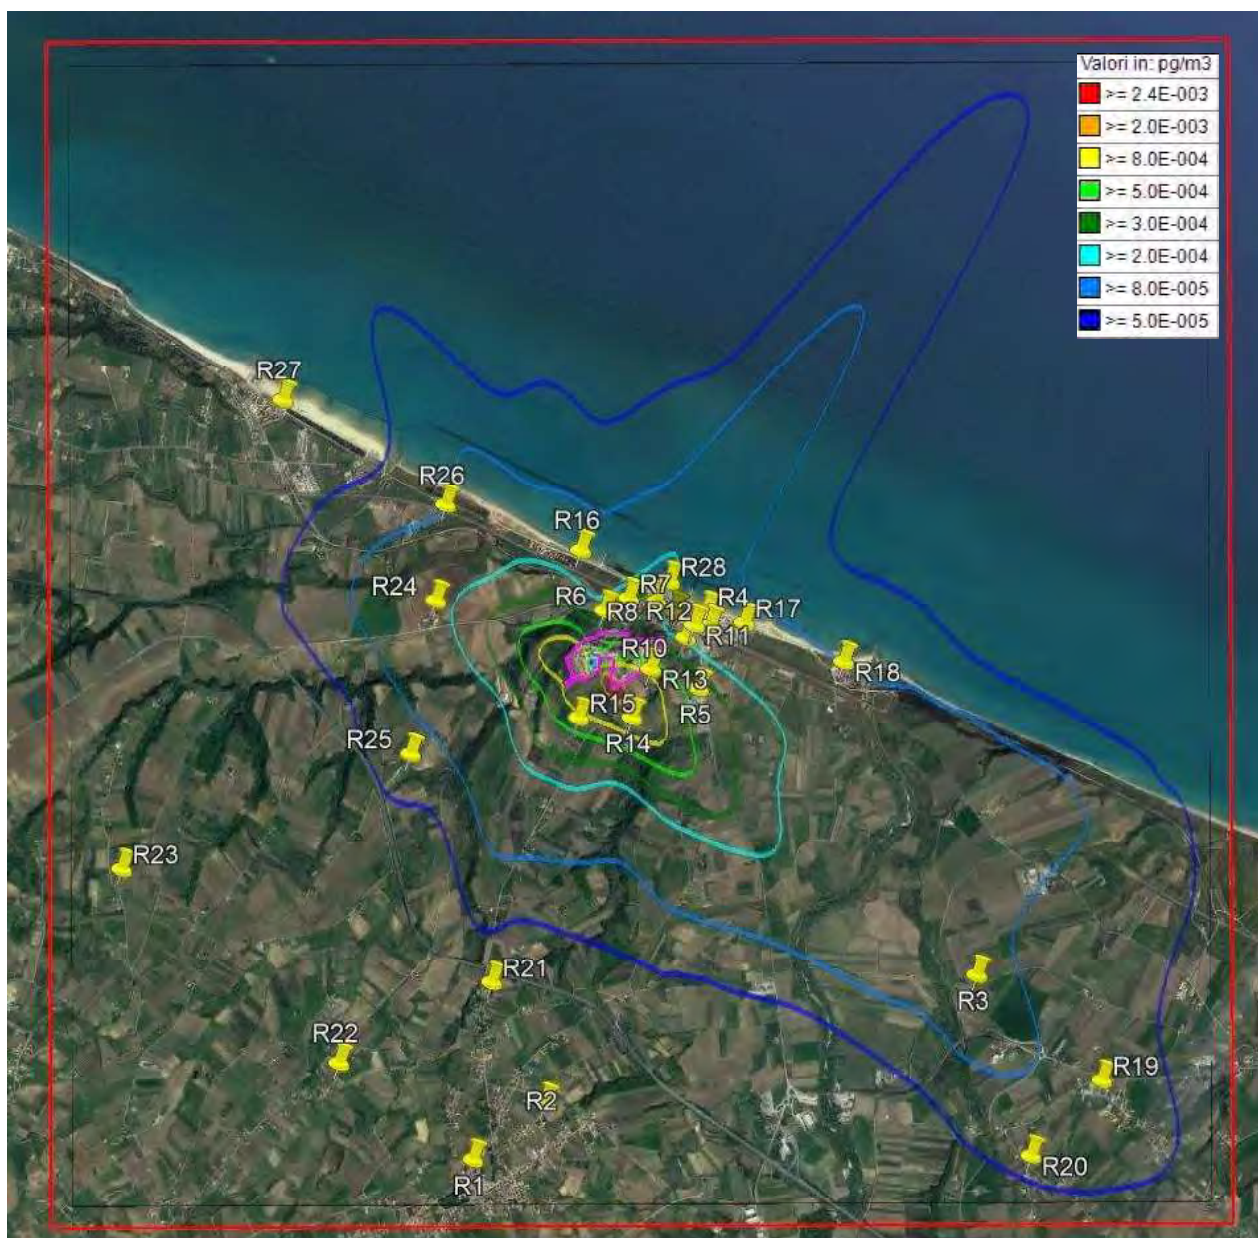 Valori in: pg/m3
>= 2.4E-003
>= 2.0E-003
>= 8.0E-004
>= 5.0E-004
>= 3.0E-004
>= 2.0E-004
>= 8.0E-005
>= 5.0E-005
R27
R26
R16
R28
R24
R6
R7
R8
R12
R4
R17
R11
R10
R18
R13
R15
R5
R14
R25
R23
R21
R3
R22
R19
R2
R20
R1